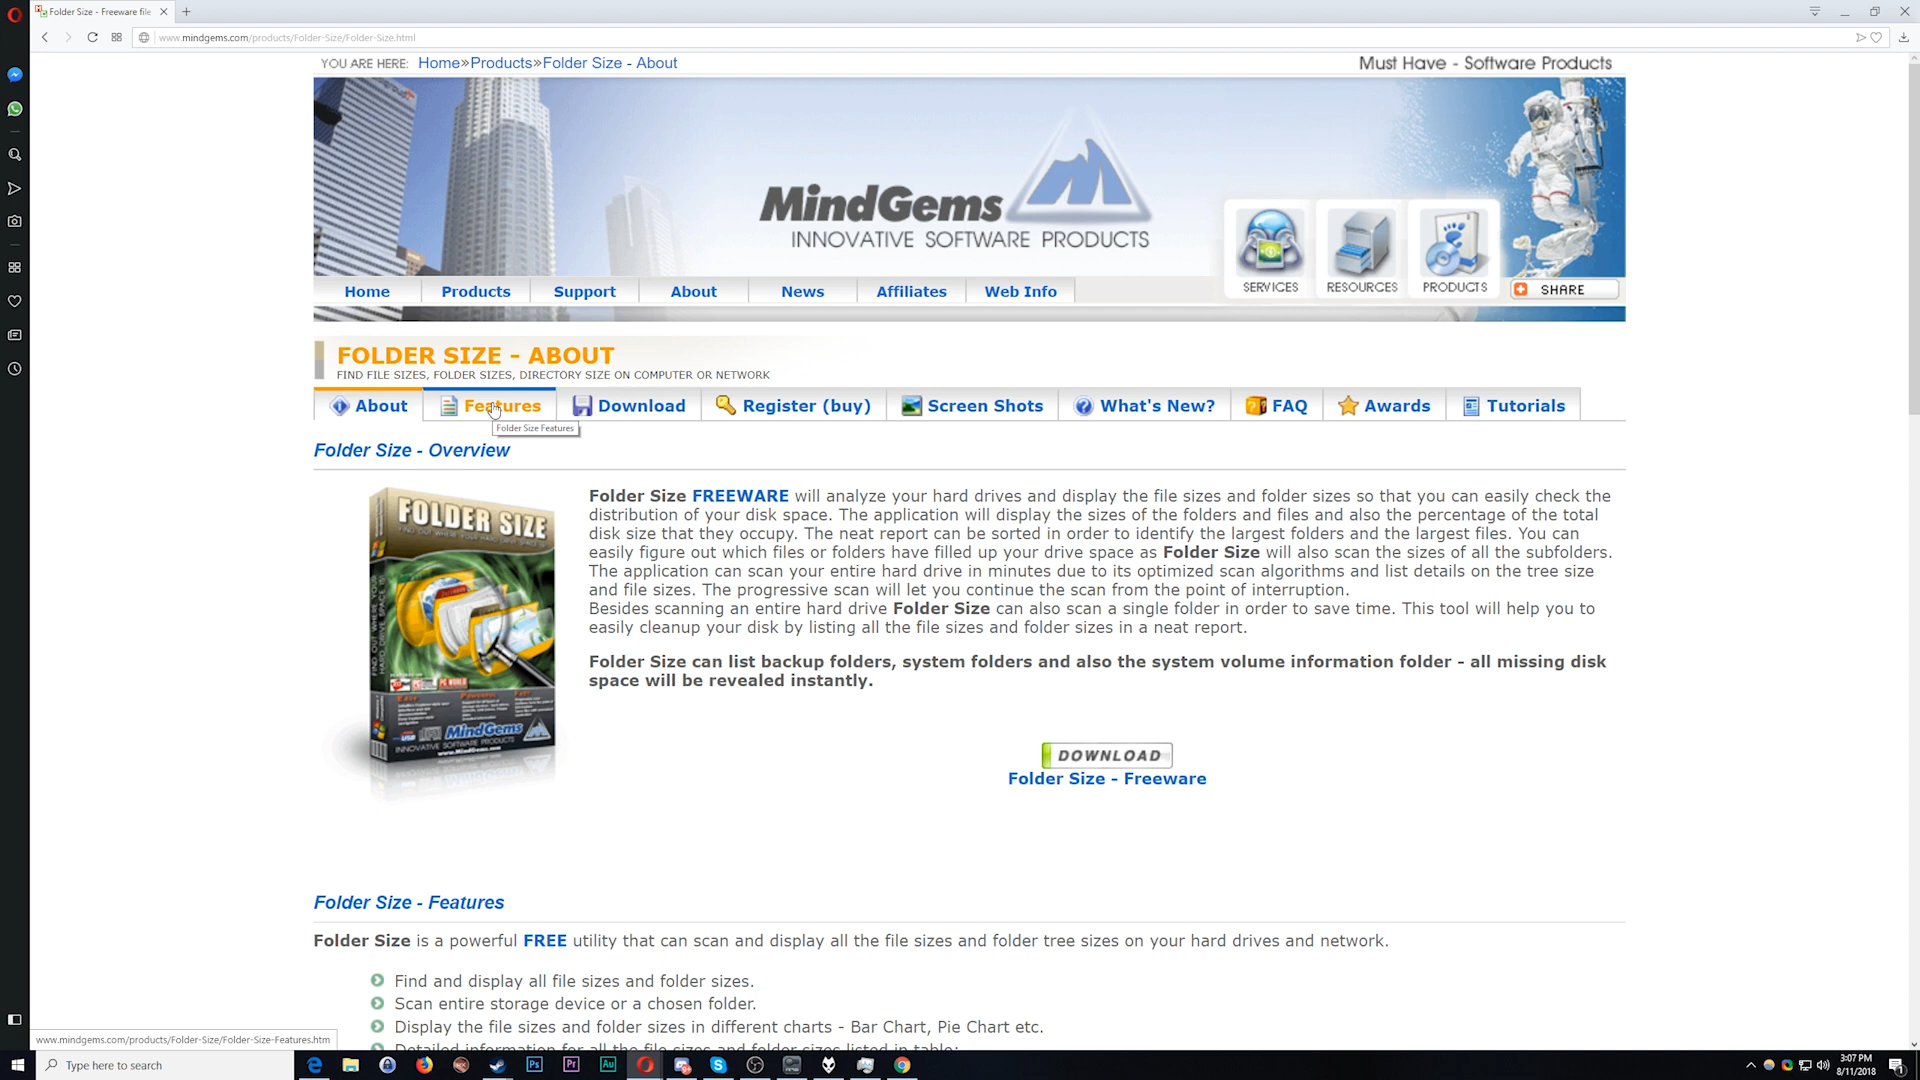 Folder Size - Freeware file
www.mindgems.com/products/Folder-Size/Folder-Size.html
YOU ARE HERE: Home»Products»Folder Size - About
Must Have - Software Products
MindGems
INNOVATIVE SOFTWARE PRODUCTS
SERVICES RESOURCES PRODUCTS
SHARE
Home Products Support About News Affiliates Web Info
FOLDER SIZE - ABOUT
FIND FILE SIZES, FOLDER SIZES, DIRECTORY SIZE ON COMPUTER OR NETWORK
About Features Download Register (buy) Screen Shots What's New? FAQ Awards Tutorials
Folder Size Features
Folder Size - Overview
FOLDER SIZE
MindGems
INNOVATIVE SOFTWARE PRODUCTS
www.MindGems.com
Folder Size FREEWARE will analyze your hard drives and display the file sizes and folder sizes so that you can easily check the
distribution of your disk space. The application will display the sizes of the folders and files and also the percentage of the total
disk size that they occupy. The neat report can be sorted in order to identify the largest folders and the largest files. You can
easily figure out which files or folders have filled up your drive space as Folder Size will also scan the sizes of all the subfolders.
The application can scan your entire hard drive in minutes due to its optimized scan algorithms and list details on the tree size
and file sizes. The progressive scan will let you continue the scan from the point of interruption.
Besides scanning an entire hard drive Folder Size can also scan a single folder in order to save time. This tool will help you to
easily cleanup your disk by listing all the file sizes and folder sizes in a neat report.
Folder Size can list backup folders, system folders and also the system volume information folder - all missing disk
space will be revealed instantly.
DOWNLOAD
Folder Size - Freeware
Folder Size - Features
Folder Size is a powerful FREE utility that can scan and display all the file sizes and folder tree sizes on your hard drives and network.
Find and display all file sizes and folder sizes.
Scan entire storage device or a chosen folder.
Display the file sizes and folder sizes in different charts - Bar Chart, Pie Chart etc.
Detailed information for all the file sizes and folder sizes listed in table:
www.mindgems.com/products/Folder-Size/Folder-Size-Features.htm
Type here to search
Ps Pr Au
3:07 PM
8/11/2018